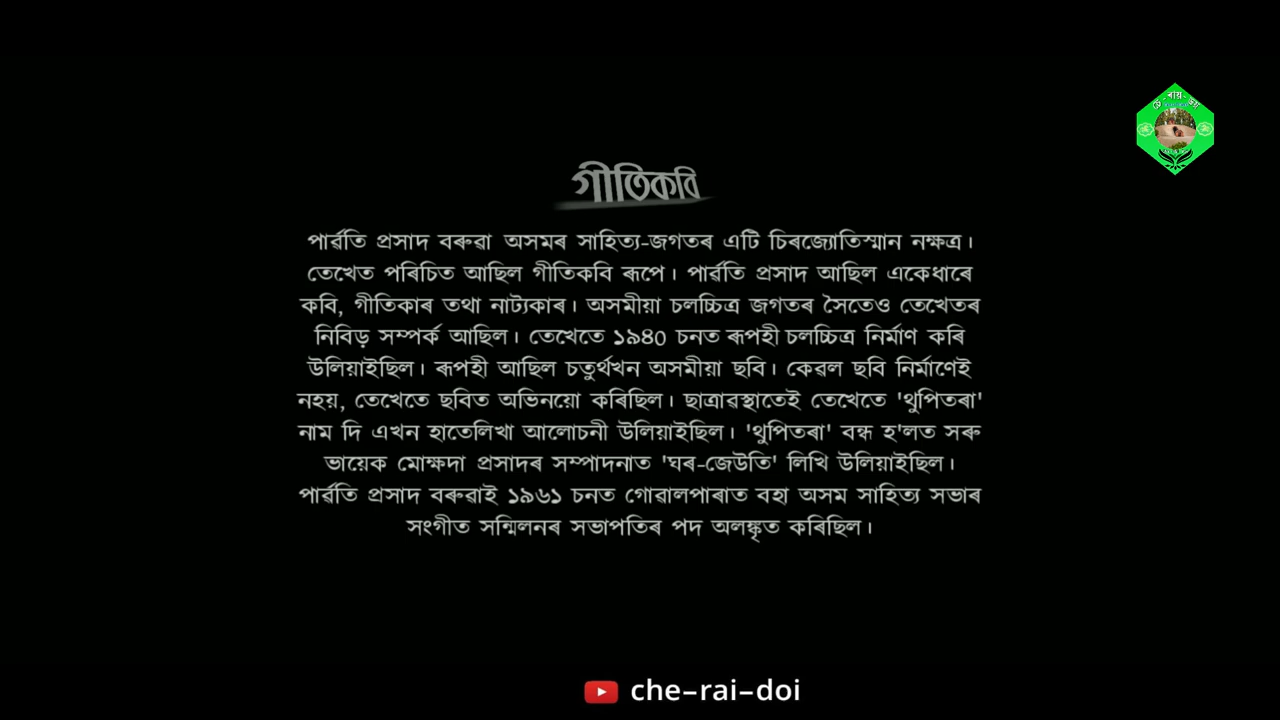 চে-ৰায়-দয়
গীতিকবি
পাৰ্ৱতি প্ৰসাদ বৰুৱা অসমৰ সাহিত্য-জগতৰ এটি চিৰজ্যোতিস্মান নক্ষত্ৰ।
তেখেত পৰিচিত আছিল গীতিকবি ৰূপে। পাৰ্ৱতি প্ৰসাদ আছিল একেধাৰে
কবি, গীতিকাৰ তথা নাট্যকাৰ। অসমীয়া চলচ্চিত্ৰ জগতৰ সৈতেও তেখেতৰ
নিবিড় সম্পৰ্ক আছিল। তেখেতে ১৯৪০ চনত ৰূপহী চলচ্চিত্ৰ নিৰ্মাণ কৰি
উলিয়াইছিল। ৰূপহী আছিল চতুৰ্থখন অসমীয়া ছবি। কেৱল ছবি নিৰ্মাণেই
নহয়, তেখেতে ছবিত অভিনয়ো কৰিছিল। ছাত্ৰাৱস্থাতেই তেখেতে 'থুপিতৰা'
নাম দি এখন হাতেলিখা আলোচনী উলিয়াইছিল। 'থুপিতৰা' বন্ধ হ'লত সৰু
ভায়েক মোক্ষদা প্ৰসাদৰ সম্পাদনাত 'ঘৰ-জেউতি' লিখি উলিয়াইছিল।
পাৰ্ৱতি প্ৰসাদ বৰুৱাই ১৯৬১ চনত গোৱালপাৰাত বহা অসম সাহিত্য সভাৰ
সংগীত সন্মিলনৰ সভাপতিৰ পদ অলঙ্কৃত কৰিছিল।
che-rai-doi